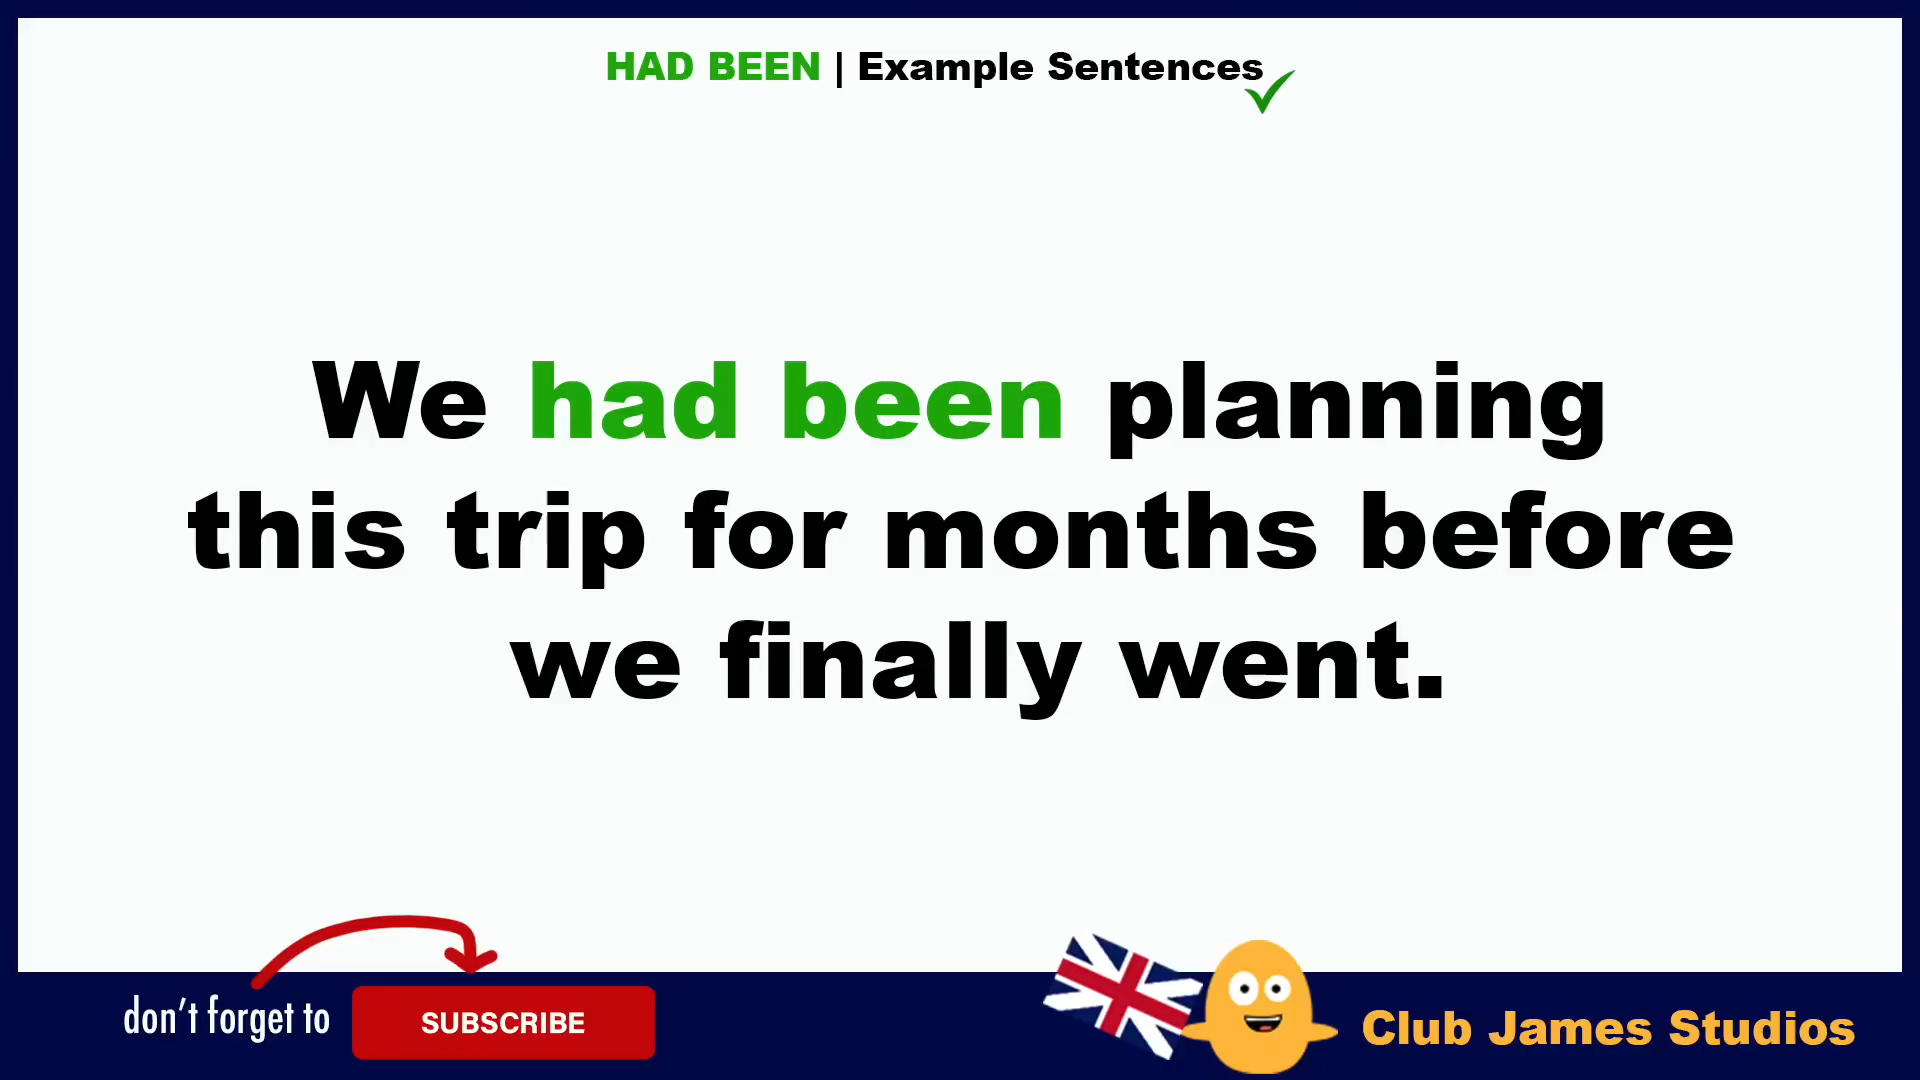 HAD BEEN | Example Sentences
We had been planning
this trip for months before
we finally went.
don't forget to
SUBSCRIBE
Club James Studios